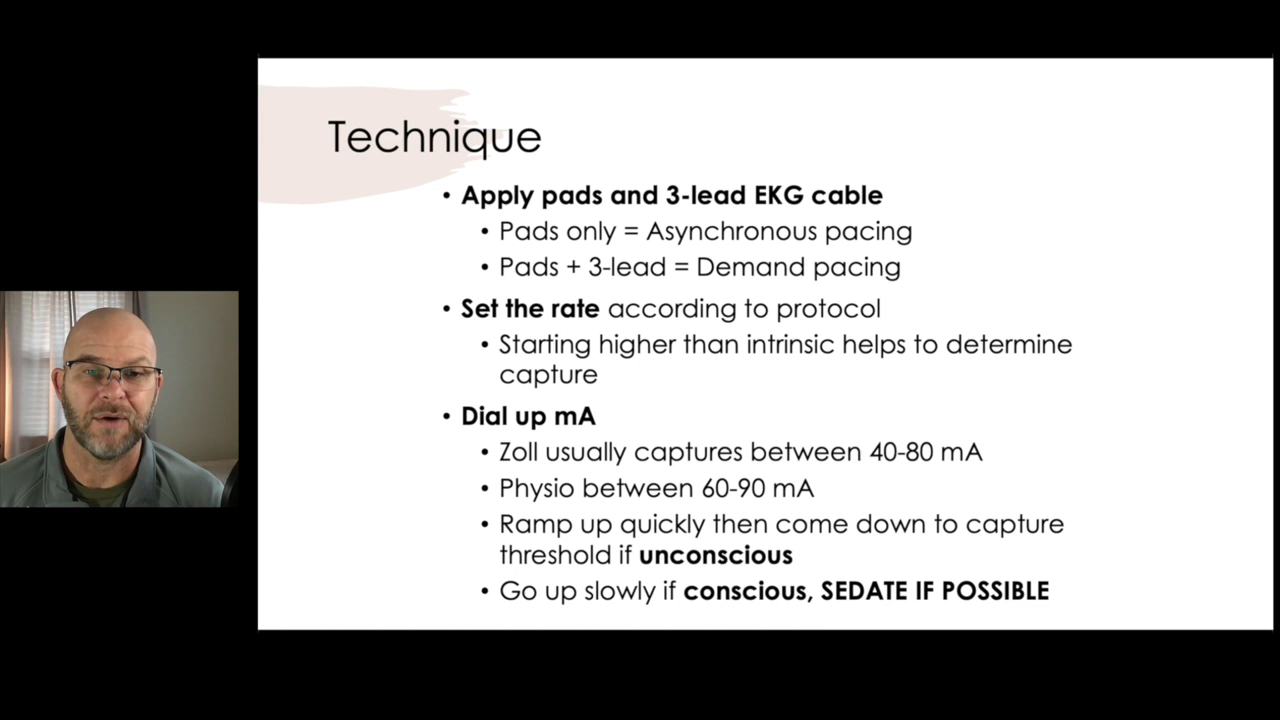 Technique
• Apply pads and 3-lead EKG cable
• Pads only = Asynchronous pacing
• Pads + 3-lead = Demand pacing
• Set the rate according to protocol
• Starting higher than intrinsic helps to determine
capture
• Dial up mA
• Zoll usually captures between 40-80 mA
• Physio between 60-90 mA
• Ramp up quickly then come down to capture
threshold if unconscious
• Go up slowly if conscious, SEDATE IF POSSIBLE